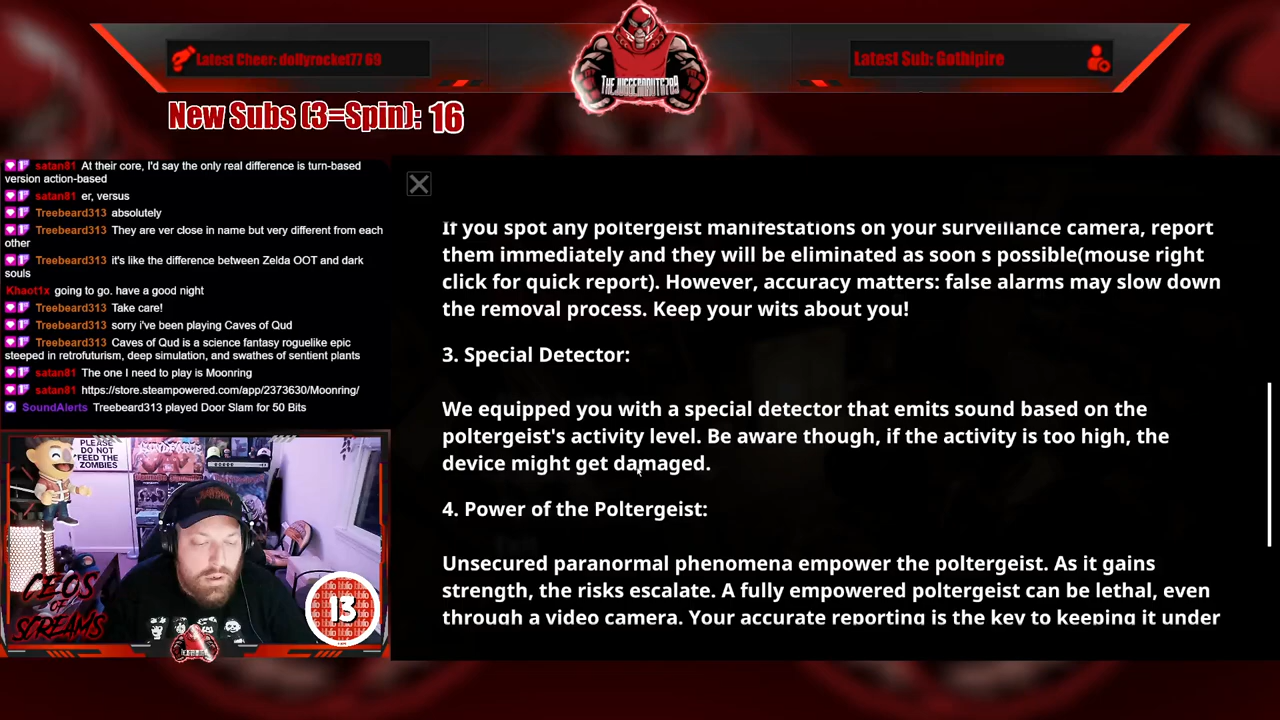 Latest Cheer: dollyrocket77 69
Latest Sub: Gothipire
THEJUGGERNAUT6789
New Subs (3=Spin): 16
satan81 At their core, I'd say the only real difference is turn-based
version action-based
satan81 er, versus
Treebeard313 absolutely
Treebeard313 They are ver close in name but very different from each
other
Treebeard313 it's like the difference between Zelda OOT and dark
souls
Khaot1x going to go. have a good night
Treebeard313 Take care!
Treebeard313 sorry i've been playing Caves of Qud
Treebeard313 Caves of Qud is a science fantasy roguelike epic
steeped in retrofuturism, deep simulation, and swathes of sentient plants
satan81 The one I need to play is Moonring
satan81 https://store.steampowered.com/app/2373630/Moonring/
SoundAlerts Treebeard313 played Door Slam for 50 Bits
If you spot any poltergeist manifestations on your surveillance camera, report
them immediately and they will be eliminated as soon s possible(mouse right
click for quick report). However, accuracy matters: false alarms may slow down
the removal process. Keep your wits about you!
3. Special Detector:
We equipped you with a special detector that emits sound based on the
poltergeist's activity level. Be aware though, if the activity is too high, the
device might get damaged.
4. Power of the Poltergeist:
Unsecured paranormal phenomena empower the poltergeist. As it gains
strength, the risks escalate. A fully empowered poltergeist can be lethal, even
through a video camera. Your accurate reporting is the key to keeping it under
PLEASE
DO NOT
FEED THE
ZOMBIES
CEOS
OF
STREAMS
13